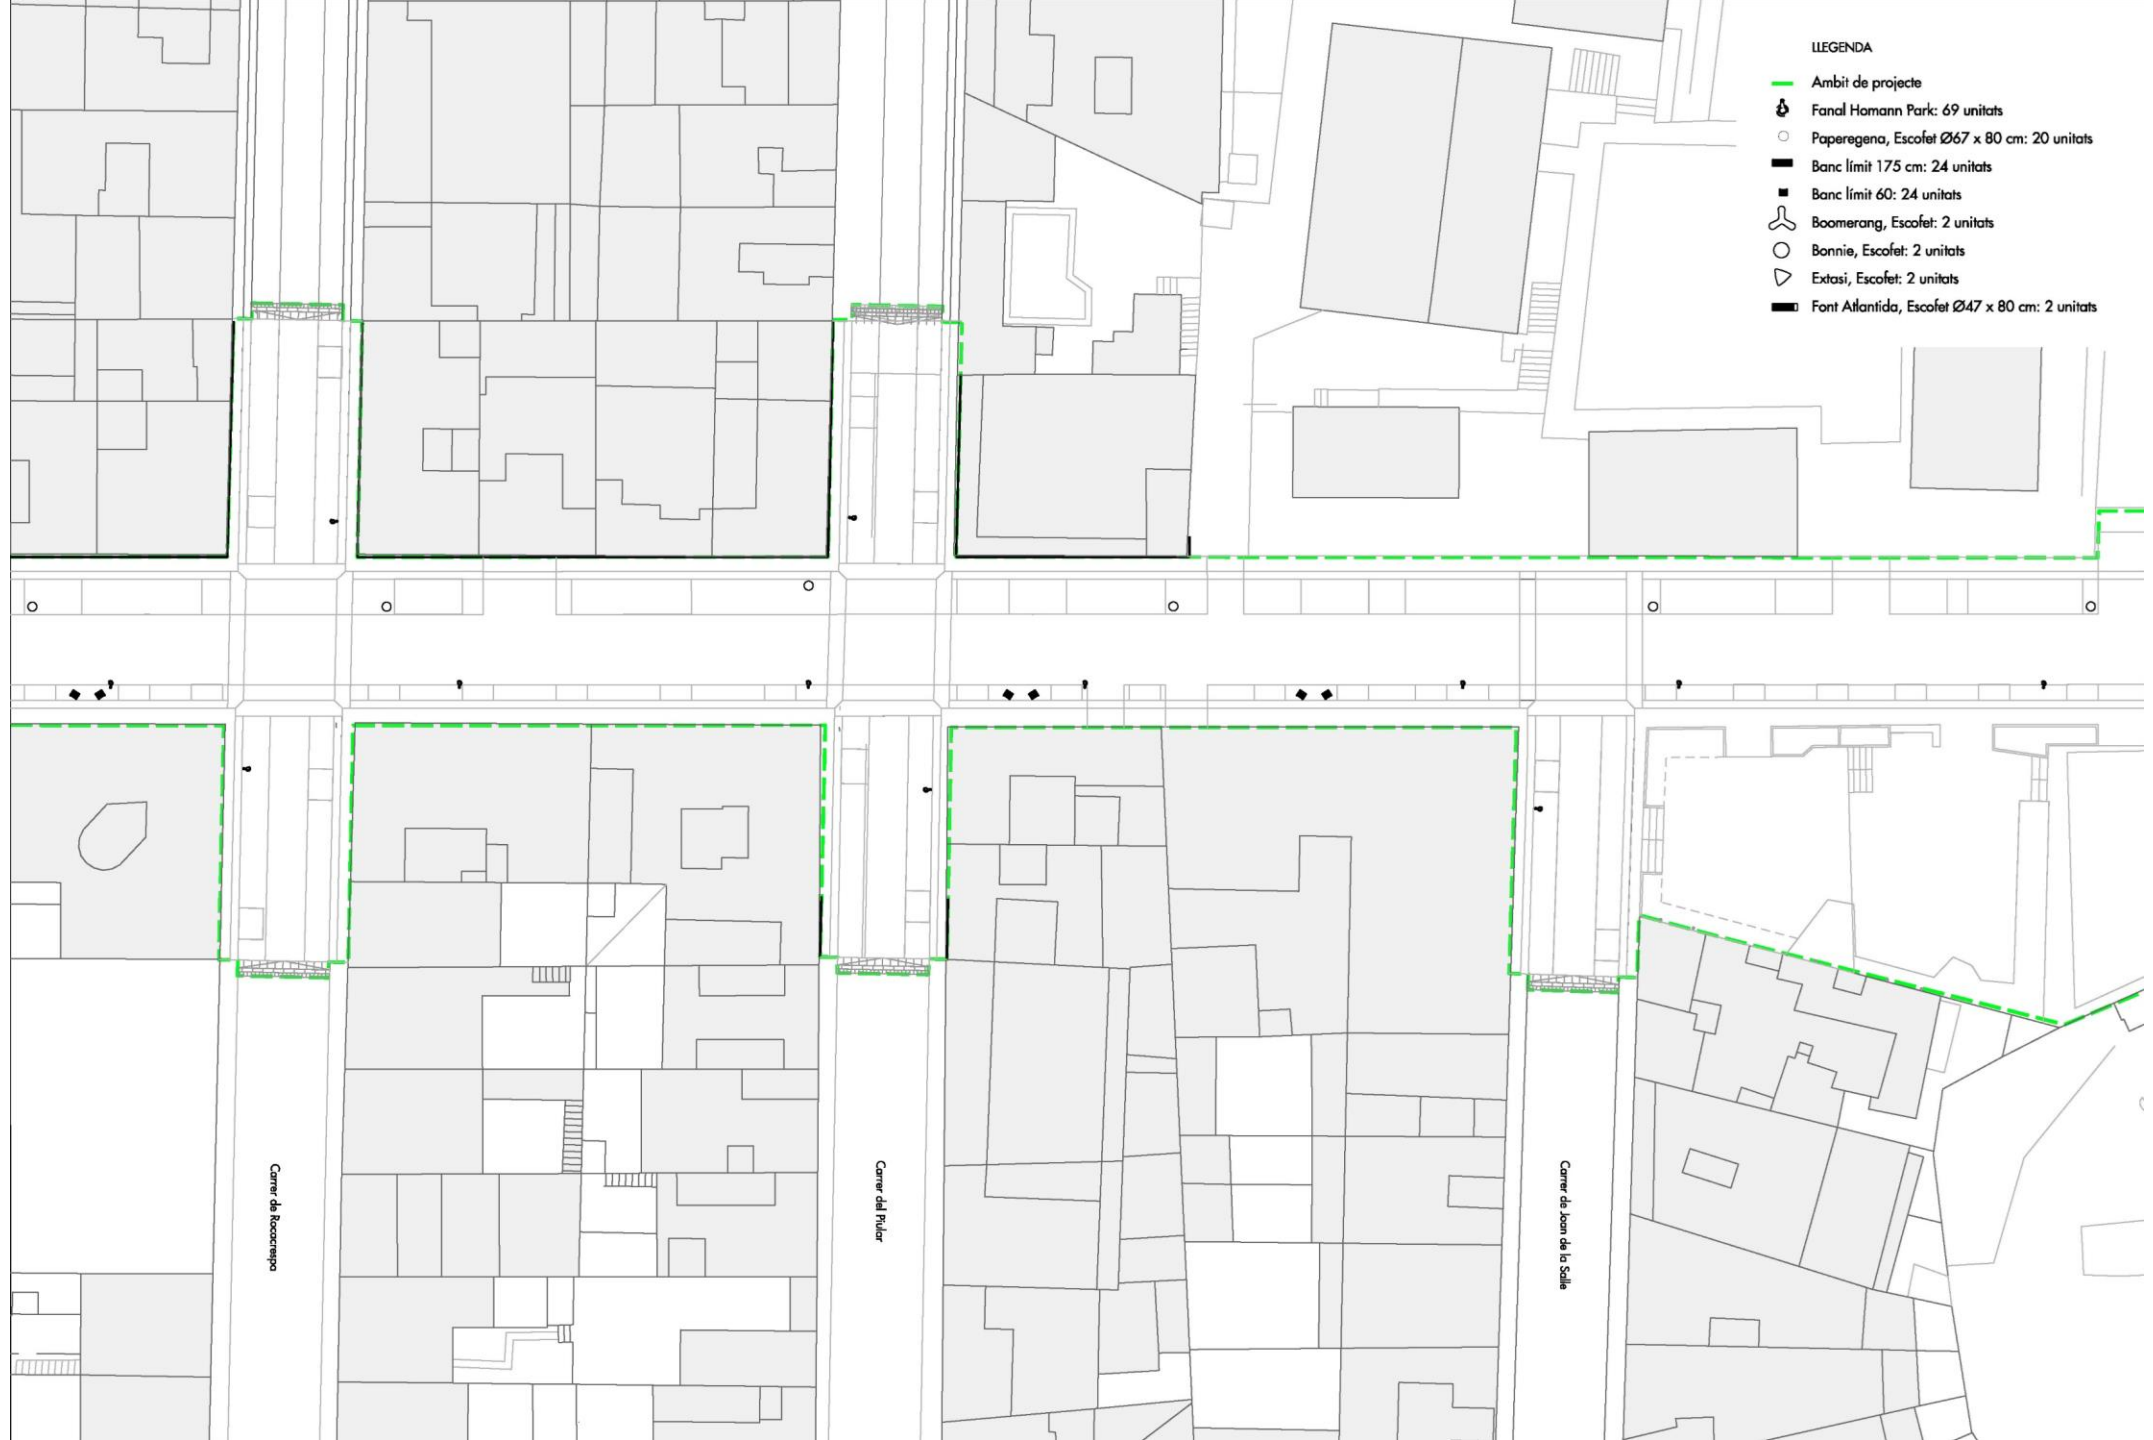 LLEGENDA
Ambit de projecte
Fanal Homann Park: 69 unitats
Paperegena, Escofet Ø67 x 80 cm: 20 unitats
Banc límit 175 cm: 24 unitats
Banc límit 60: 24 unitats
Boomerang, Escofet: 2 unitats
Bonnie, Escofet: 2 unitats
Extasi, Escofet: 2 unitats
Font Atlantida, Escofet Ø47 x 80 cm: 2 unitats
Carrer de Rocacrespa
Carrer del Piular
Carrer de Joan de la Salle